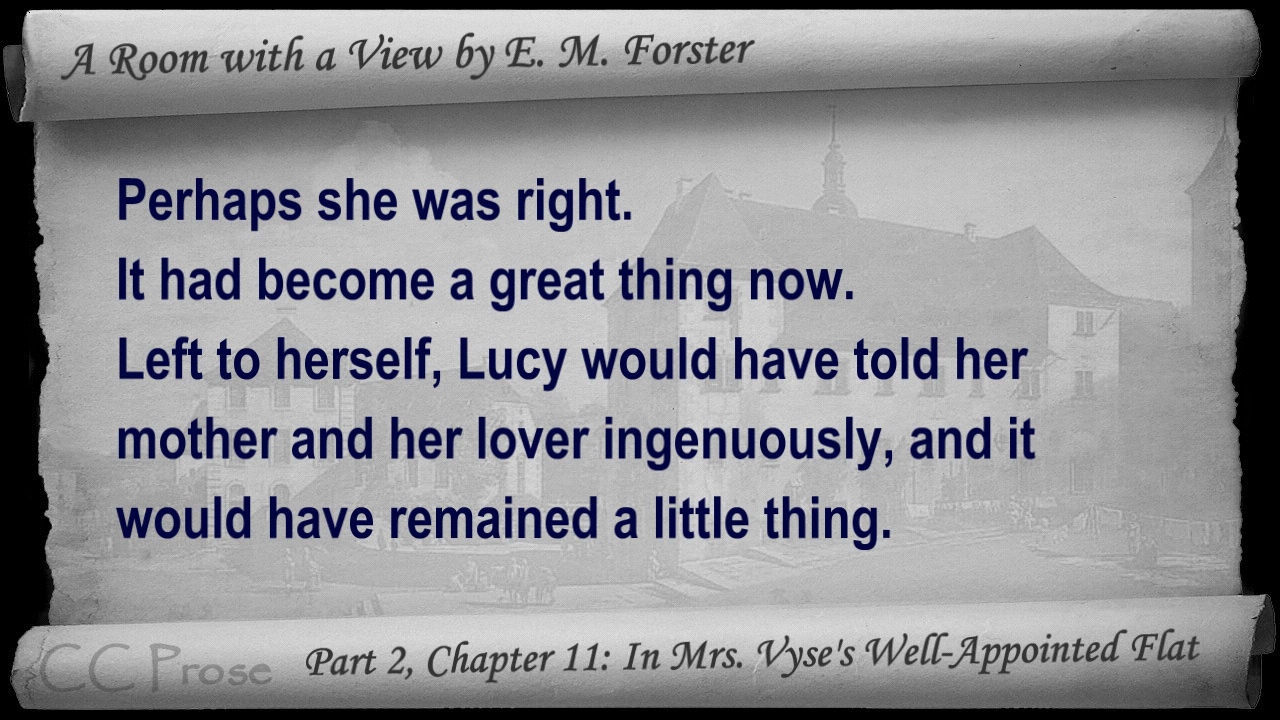 A Room with a View by E. M. Forster
Perhaps she was right.
It had become a great thing now.
Left to herself, Lucy would have told her
mother and her lover ingenuously, and it
would have remained a little thing.
CC Prose
Part 2, Chapter 11: In Mrs. Vyse's Well-Appointed Flat